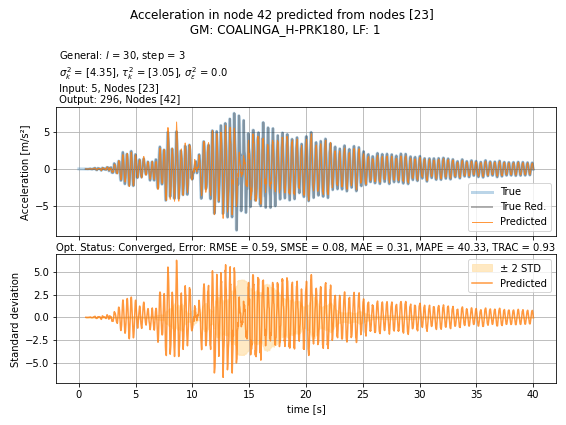 Acceleration in node 42 predicted from nodes [23]
GM: COALINGA_H-PRK180, LF: 1
General: l = 30, step = 3
σ_k² = [4.35], τ_k² = [3.05], σ_ε² = 0.0
Input: 5, Nodes [23]
Output: 296, Nodes [42]
Acceleration [m/s²]
5
0
−5
True
True Red.
Predicted
Opt. Status: Converged, Error: RMSE = 0.59, SMSE = 0.08, MAE = 0.31, MAPE = 40.33, TRAC = 0.93
Standard deviation
5.0
2.5
0.0
−2.5
−5.0
± 2 STD
Predicted
0 5 10 15 20 25 30 35 40
time [s]